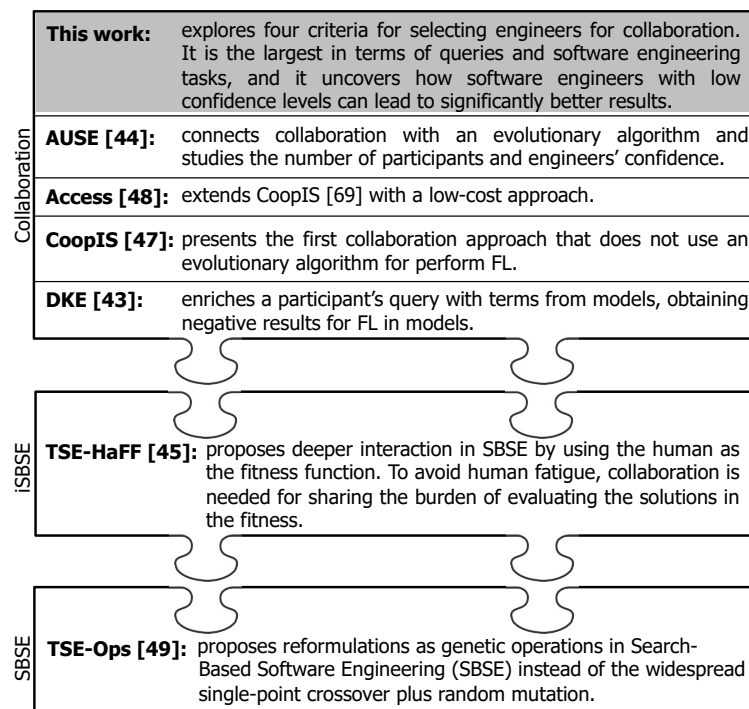 Collaboration
This work: explores four criteria for selecting engineers for collaboration.
It is the largest in terms of queries and software engineering
tasks, and it uncovers how software engineers with low
confidence levels can lead to significantly better results.
AUSE [44]: connects collaboration with an evolutionary algorithm and
studies the number of participants and engineers' confidence.
Access [48]: extends CoopIS [69] with a low-cost approach.
CoopIS [47]: presents the first collaboration approach that does not use an
evolutionary algorithm for perform FL.
DKE [43]: enriches a participant's query with terms from models, obtaining
negative results for FL in models.
iSBSE
TSE-HaFF [45]: proposes deeper interaction in SBSE by using the human as
the fitness function. To avoid human fatigue, collaboration is
needed for sharing the burden of evaluating the solutions in
the fitness.
SBSE
TSE-Ops [49]: proposes reformulations as genetic operations in Search-
Based Software Engineering (SBSE) instead of the widespread
single-point crossover plus random mutation.